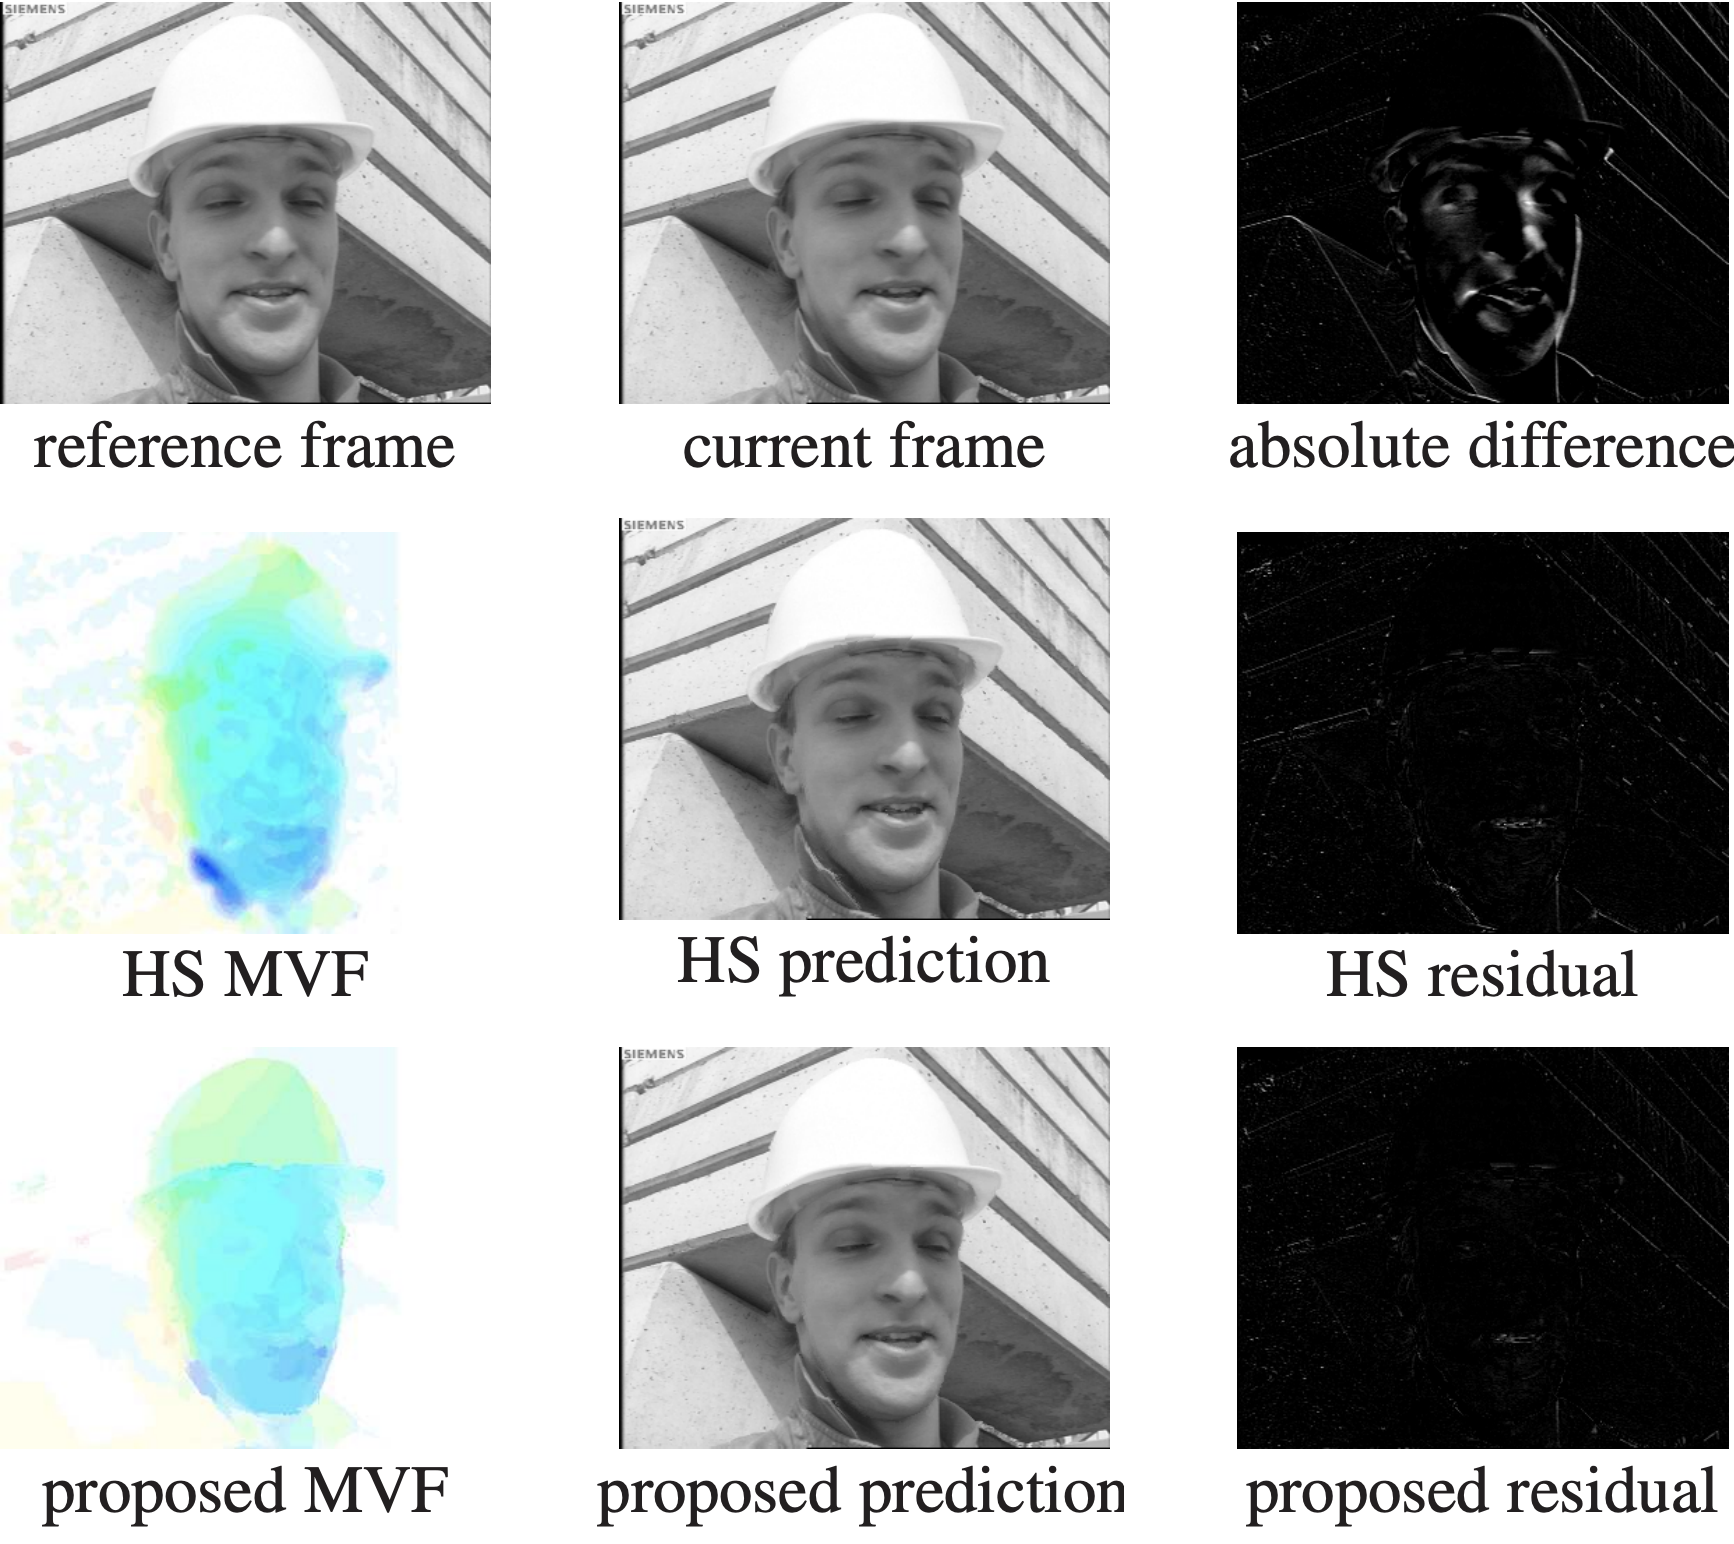 SIEMENS
SIEMENS
reference frame
current frame
absolute difference
SIEMENS
HS MVF
HS prediction
HS residual
SIEMENS
proposed MVF
proposed prediction
proposed residual